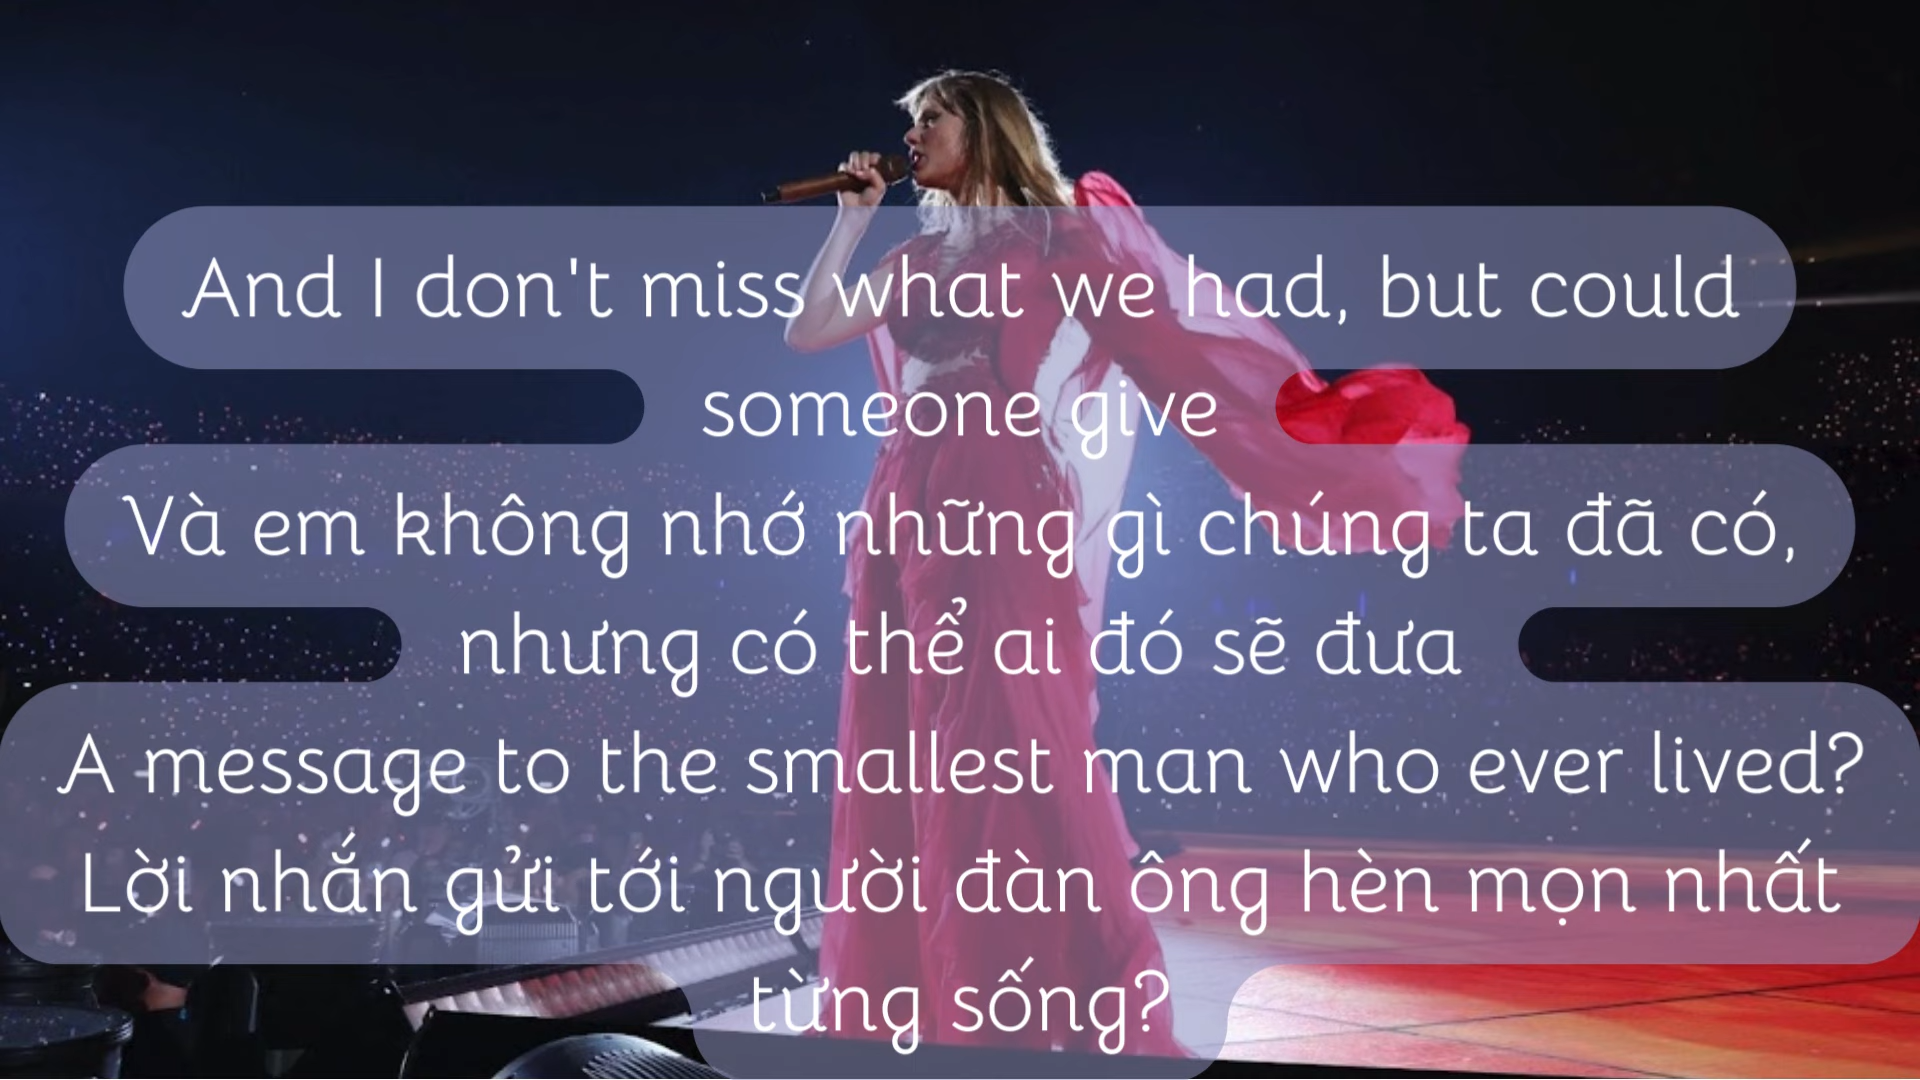 And I don't miss what we had, but could
someone give
Và em không nhớ những gì chúng ta đã có,
nhưng có thể ai đó sẽ đưa
A message to the smallest man who ever lived?
Lời nhắn gửi tới người đàn ông hèn mọn nhất
từng sống?